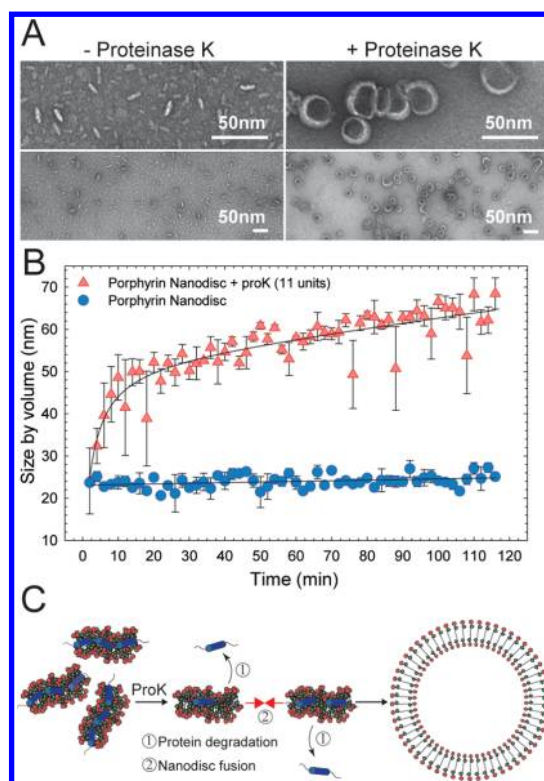 A
- Proteinase K
+ Proteinase K
50nm
50nm
50nm
50nm
B
Porphyrin Nanodisc + proK (11 units)
Porphyrin Nanodisc
Size by volume (nm)
70
60
50
40
30
20
10
0 10 20 30 40 50 60 70 80 90 100 110 120
Time (min)
C
ProK
①
②
①
①Protein degradation
②Nanodisc fusion